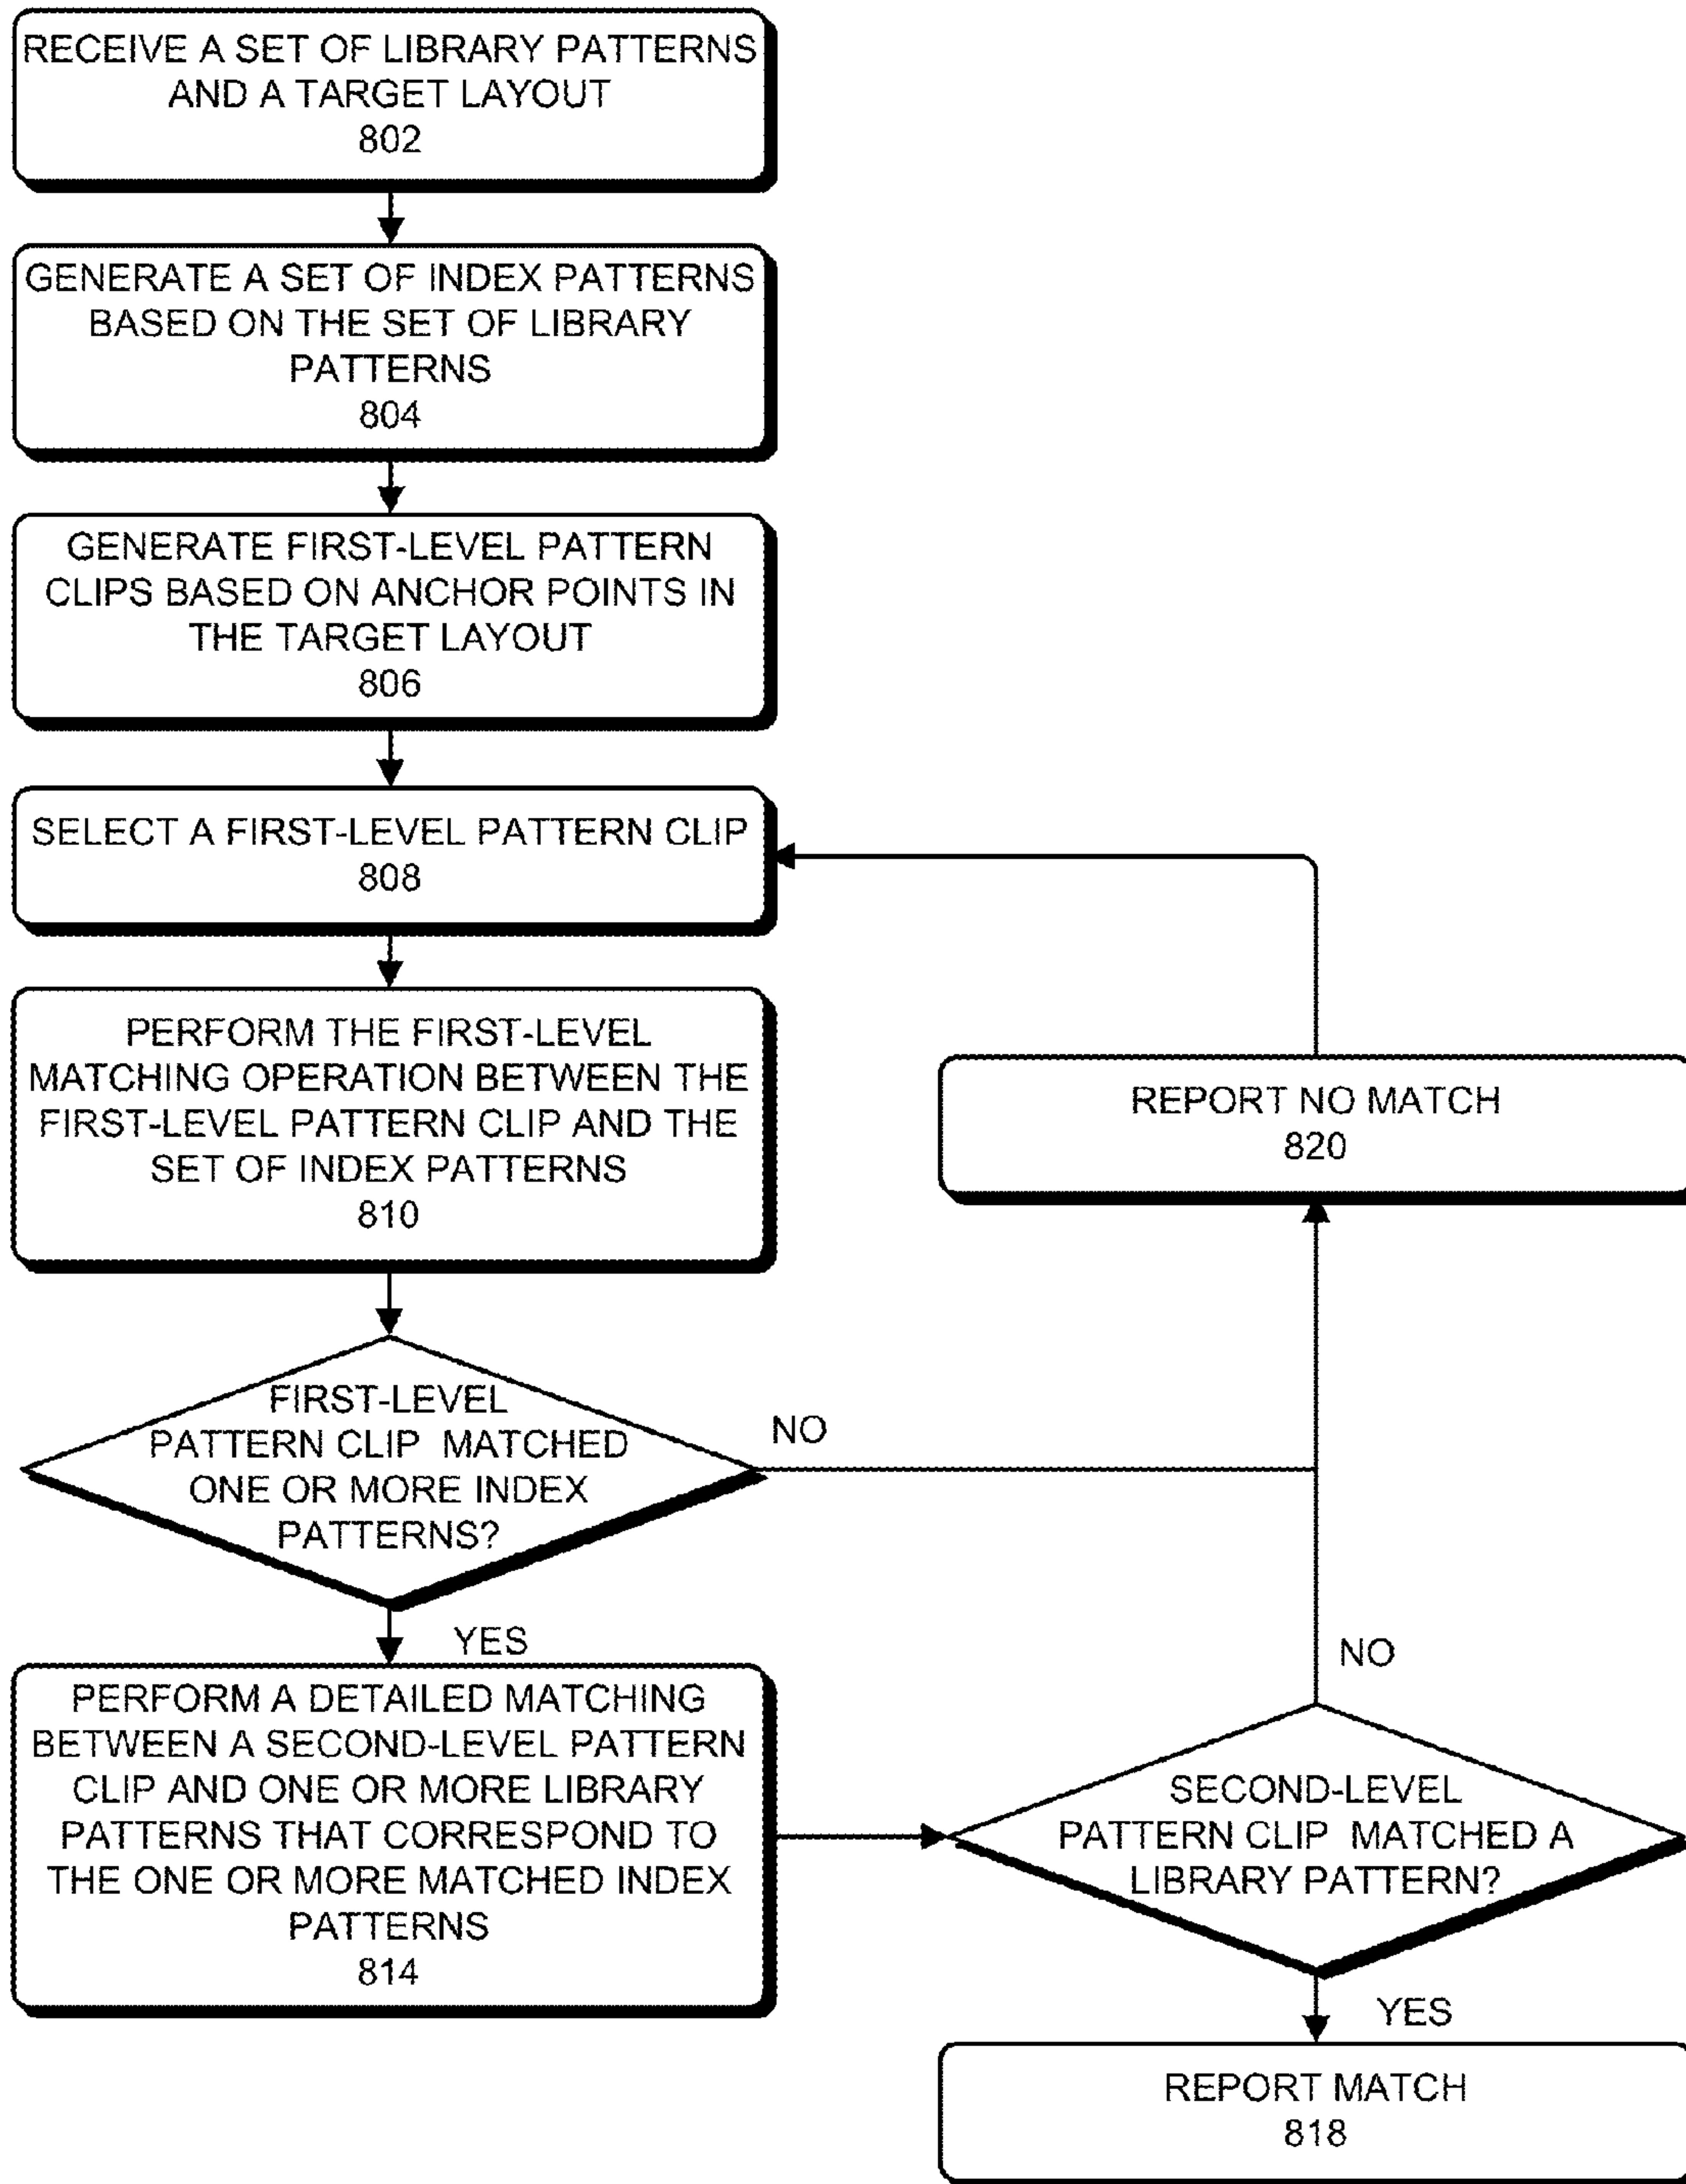 RECEIVE A SET OF LIBRARY PATTERNS
AND A TARGET LAYOUT
802
GENERATE A SET OF INDEX PATTERNS
BASED ON THE SET OF LIBRARY
PATTERNS
804
GENERATE FIRST-LEVEL PATTERN
CLIPS BASED ON ANCHOR POINTS IN
THE TARGET LAYOUT
806
SELECT A FIRST-LEVEL PATTERN CLIP
808
PERFORM THE FIRST-LEVEL
MATCHING OPERATION BETWEEN THE
FIRST-LEVEL PATTERN CLIP AND THE
SET OF INDEX PATTERNS
810
REPORT NO MATCH
820
FIRST-LEVEL
PATTERN CLIP MATCHED
ONE OR MORE INDEX
PATTERNS?
NO
YES
PERFORM A DETAILED MATCHING
BETWEEN A SECOND-LEVEL PATTERN
CLIP AND ONE OR MORE LIBRARY
PATTERNS THAT CORRESPOND TO
THE ONE OR MORE MATCHED INDEX
PATTERNS
814
NO
SECOND-LEVEL
PATTERN CLIP MATCHED A
LIBRARY PATTERN?
YES
REPORT MATCH
818